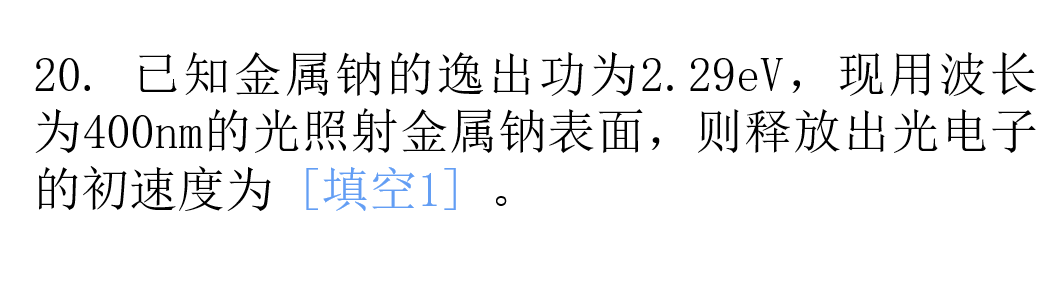 20. 已知金属钠的逸出功为2.29eV，现用波长
为400nm的光照射金属钠表面，则释放出光电子
的初速度为 [填空1] 。